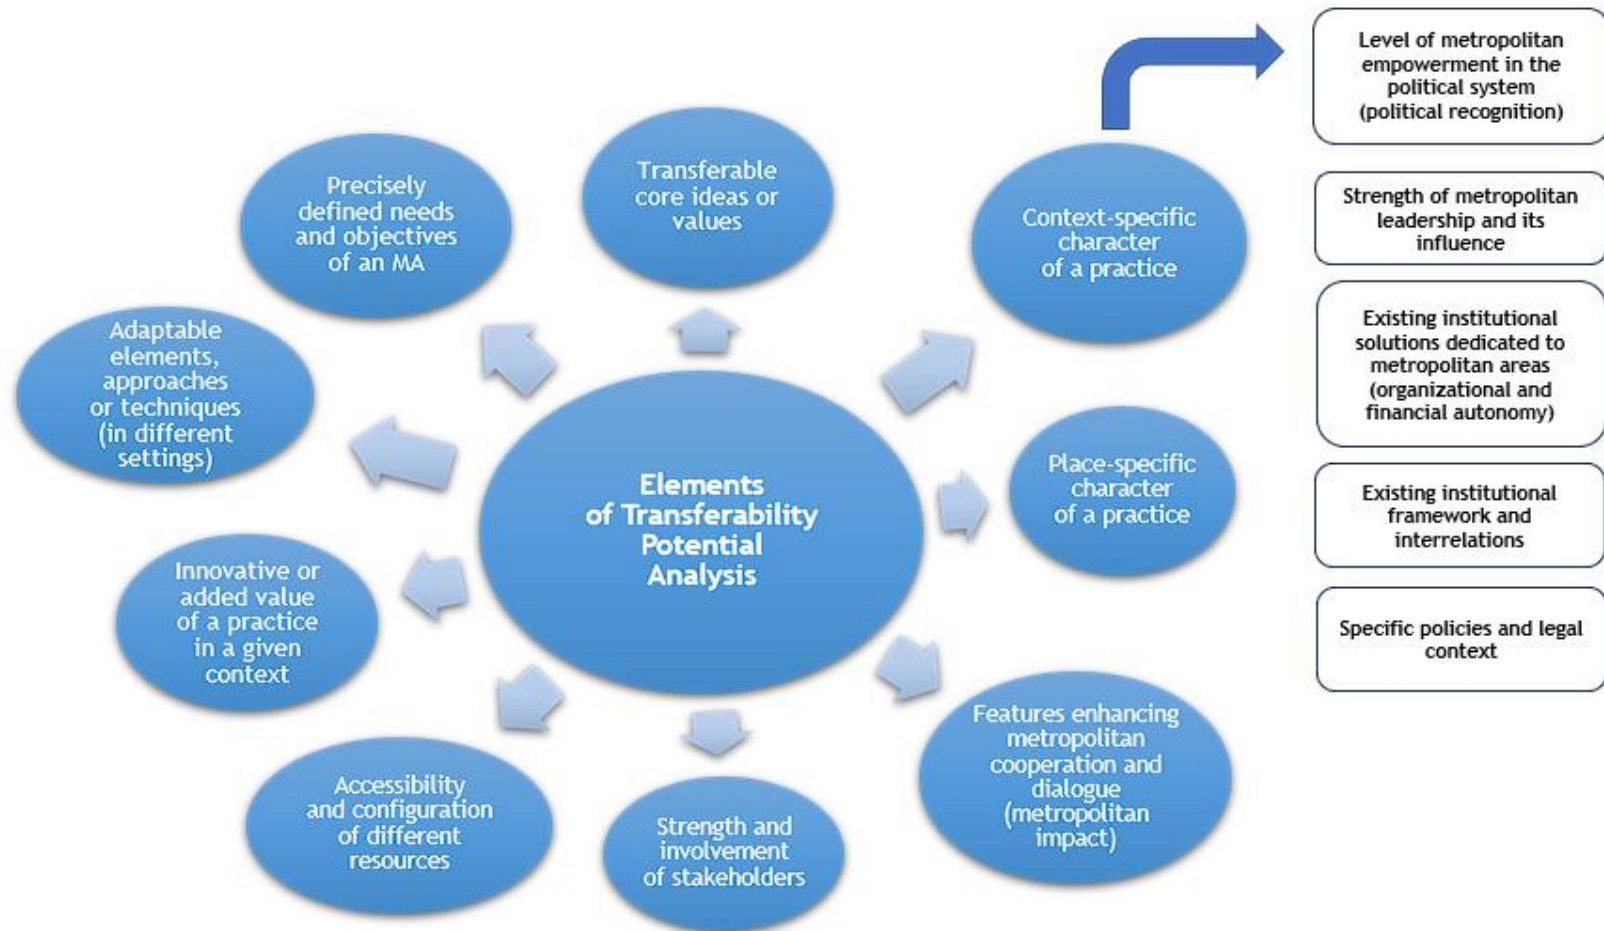 Elements
of Transferability
Potential
Analysis
Transferable
core ideas or
values
Context-specific
character
of a practice
Place-specific
character
of a practice
Features enhancing
metropolitan
cooperation and
dialogue
(metropolitan
impact)
Strength and
involvement
of stakeholders
Accessibility
and configuration
of different
resources
Innovative or
added value
of a practice
in a given
context
Adaptable
elements,
approaches
or techniques
(in different
settings)
Precisely
defined needs
and objectives
of an MA
Level of metropolitan
empowerment in the
political system
(political recognition)
Strength of metropolitan
leadership and its
influence
Existing institutional
solutions dedicated to
metropolitan areas
(organizational and
financial autonomy)
Existing institutional
framework and
interrelations
Specific policies and legal
context